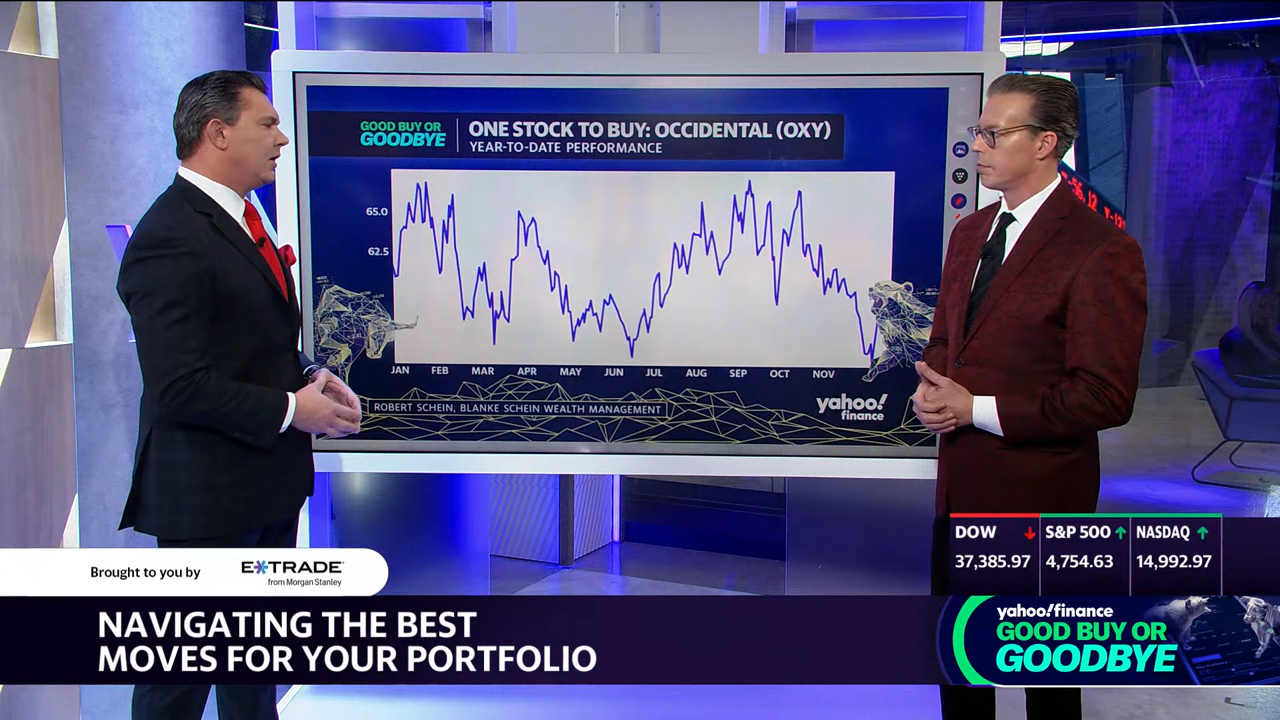 GOOD BUY OR
GOODBYE
ONE STOCK TO BUY: OCCIDENTAL (OXY)
YEAR-TO-DATE PERFORMANCE
65.0
62.5
JAN FEB MAR APR MAY JUN JUL AUG SEP OCT NOV
ROBERT SCHEIN, BLANKE SCHEIN WEALTH MANAGEMENT
yahoo!
finance
DOW S&P 500 NASDAQ
37,385.97 4,754.63 14,992.97
Brought to you by
E*TRADE
from Morgan Stanley
NAVIGATING THE BEST
MOVES FOR YOUR PORTFOLIO
yahoo!finance
GOOD BUY OR
GOODBYE